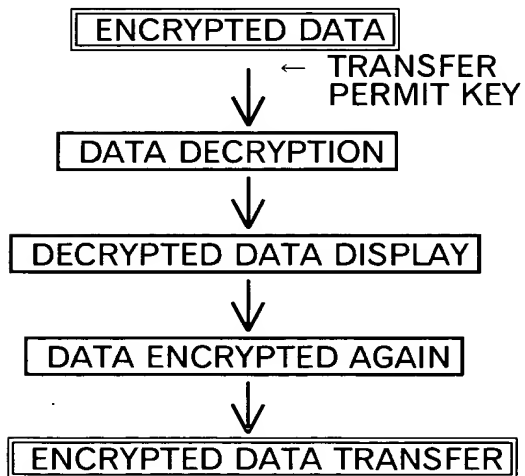 ENCRYPTED DATA
← TRANSFER
PERMIT KEY
DATA DECRYPTION
DECRYPTED DATA DISPLAY
DATA ENCRYPTED AGAIN
ENCRYPTED DATA TRANSFER